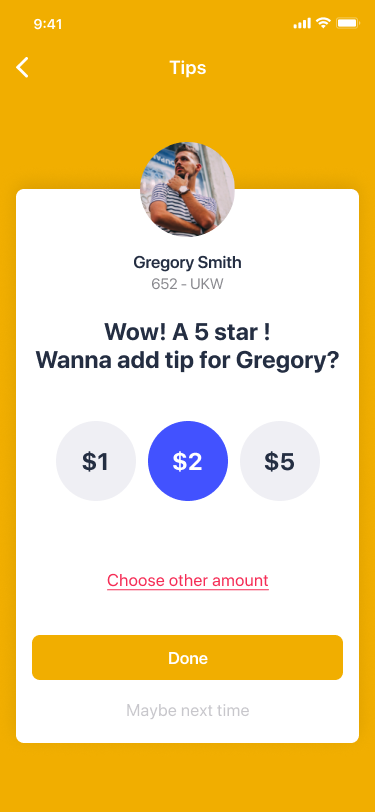 9:41
Tips
Gregory Smith
652 - UKW
Wow! A 5 star !
Wanna add tip for Gregory?
$1
$2
$5
Choose other amount
Done
Maybe next time